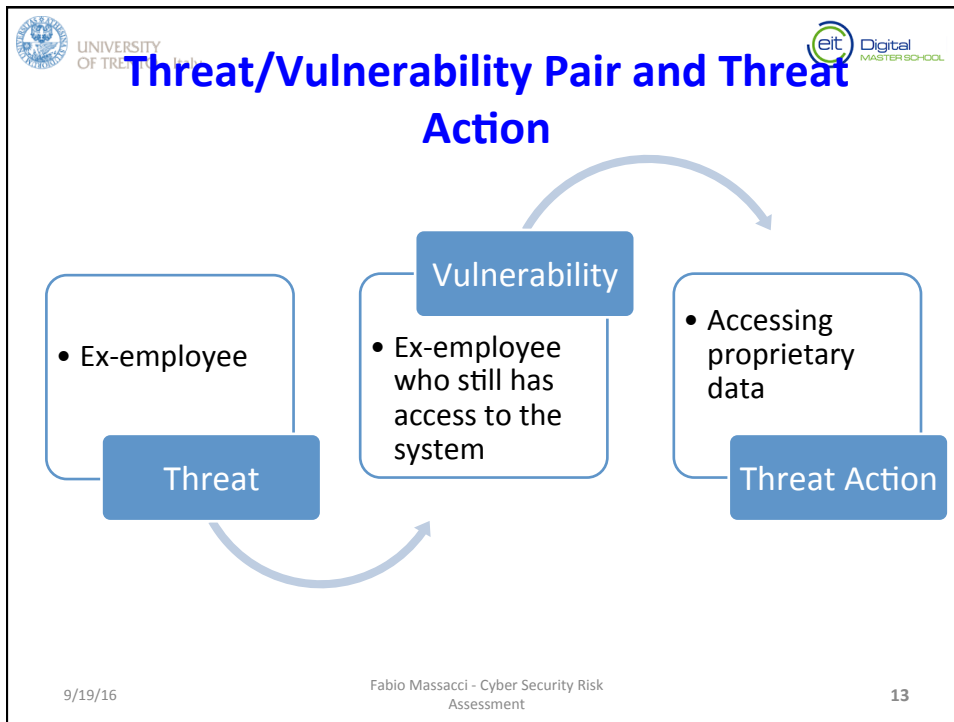 UNIVERSITY
OF TRENTO - Italy
eit Digital
MASTER SCHOOL
Threat/Vulnerability Pair and Threat
Action
• Ex-employee
Threat
Vulnerability
• Ex-employee
who still has
access to the
system
• Accessing
proprietary
data
Threat Action
9/19/16
Fabio Massacci - Cyber Security Risk
Assessment
13